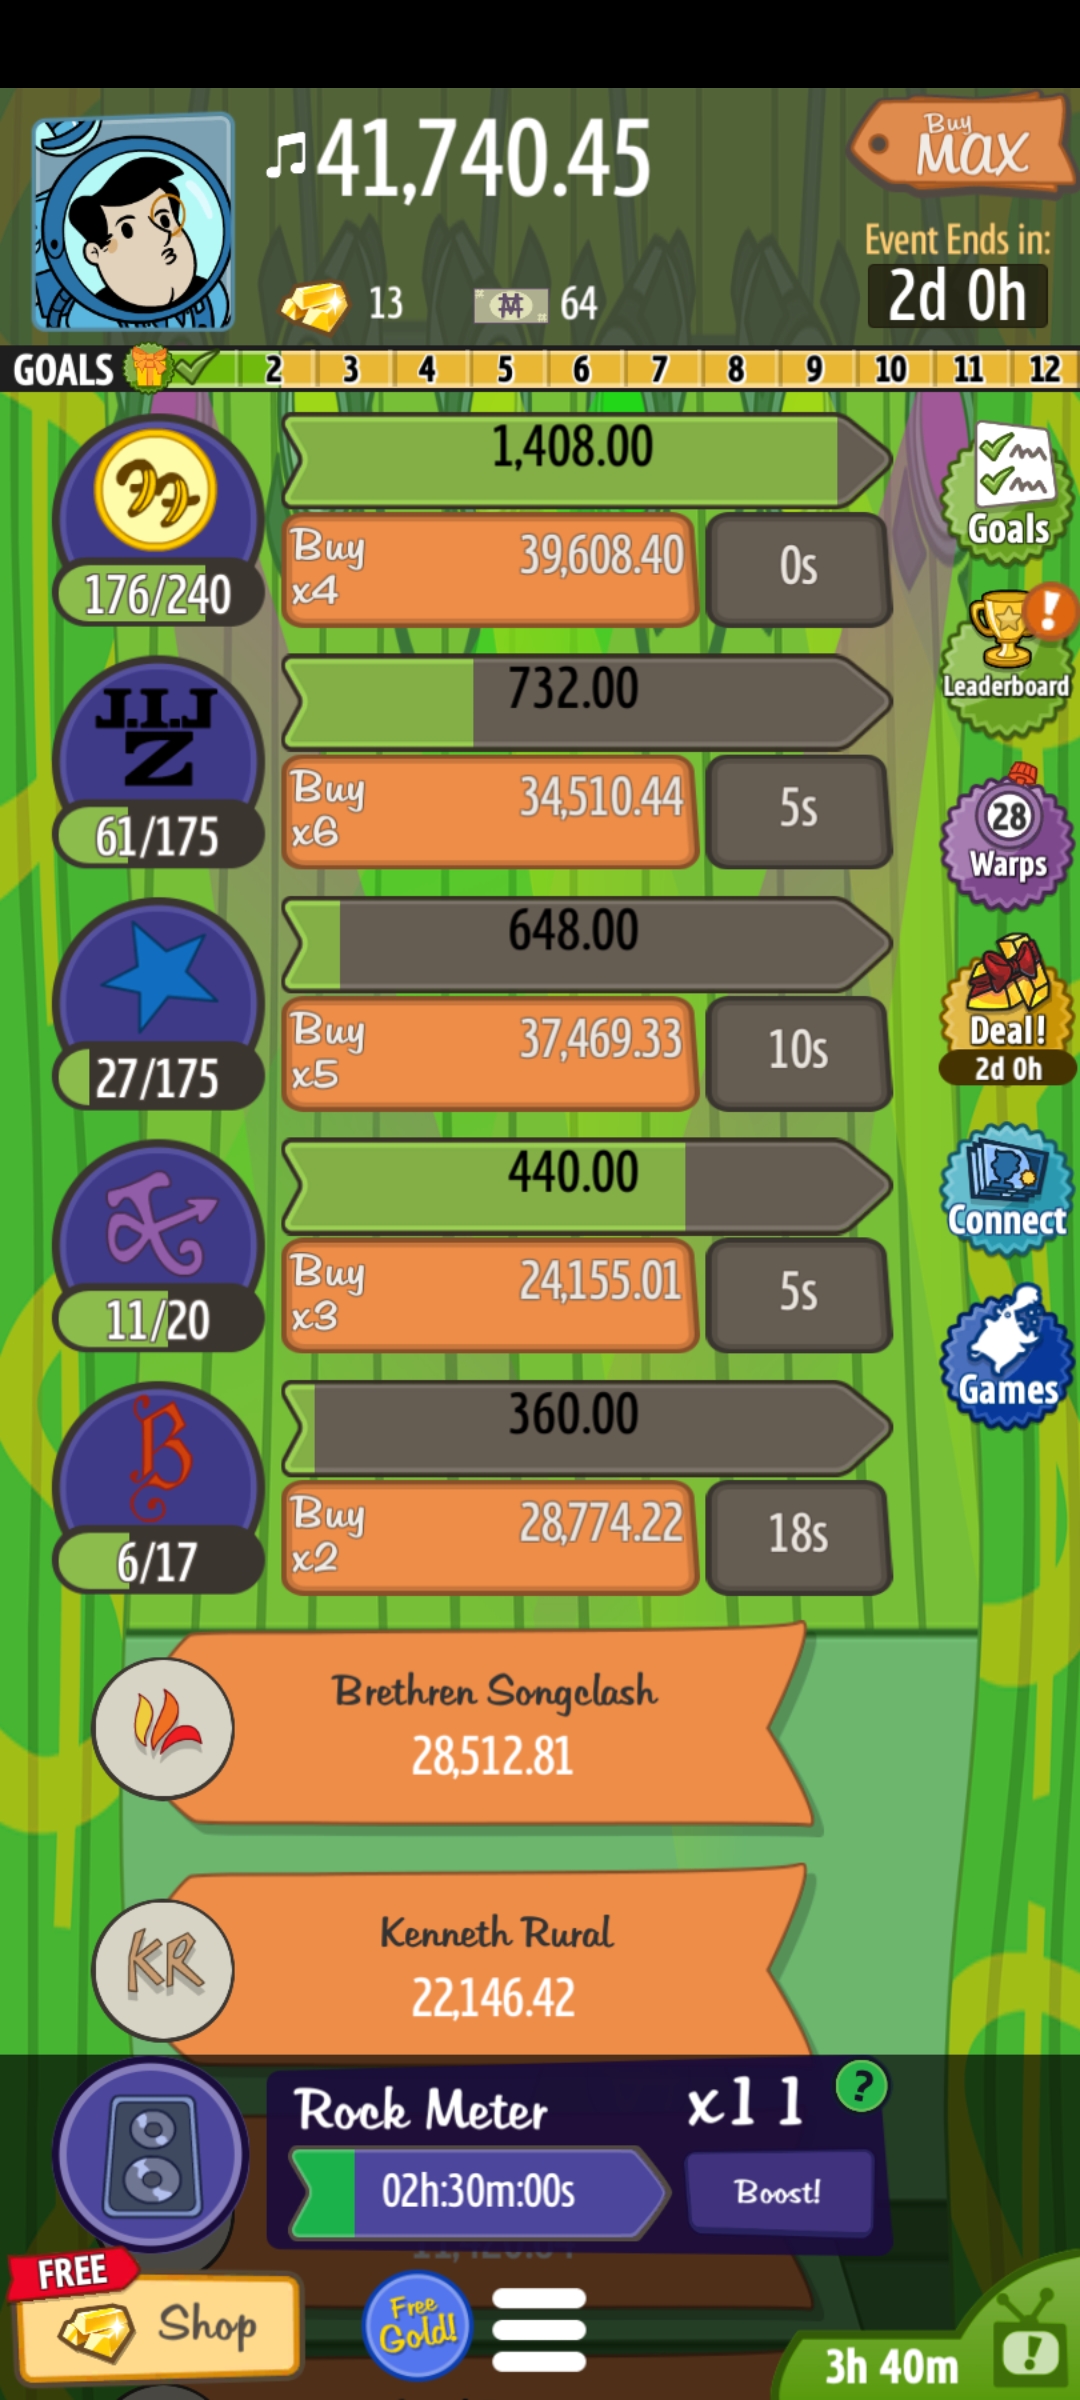 41,740.45
Buy
MAX
Event Ends in:
2d 0h
13
64
GOALS 2 3 4 5 6 7 8 9 10 11 12
1,408.00
176/240
Buy
x4
39,608.40
0s
Goals
J.I.J
Z
732.00
61/175
Buy
x6
34,510.44
5s
Leaderboard
648.00
27/175
Buy
x5
37,469.33
10s
28
Warps
Deal!
2d 0h
440.00
11/20
Buy
x3
24,155.01
5s
Connect
B
360.00
6/17
Buy
x2
28,774.22
18s
Games
Brethren Songclash
28,512.81
KR
Kenneth Rural
22,146.42
Rock Meter
x11
?
02h:30m:00s
Boost!
FREE
Shop
Free
Gold!
3h 40m